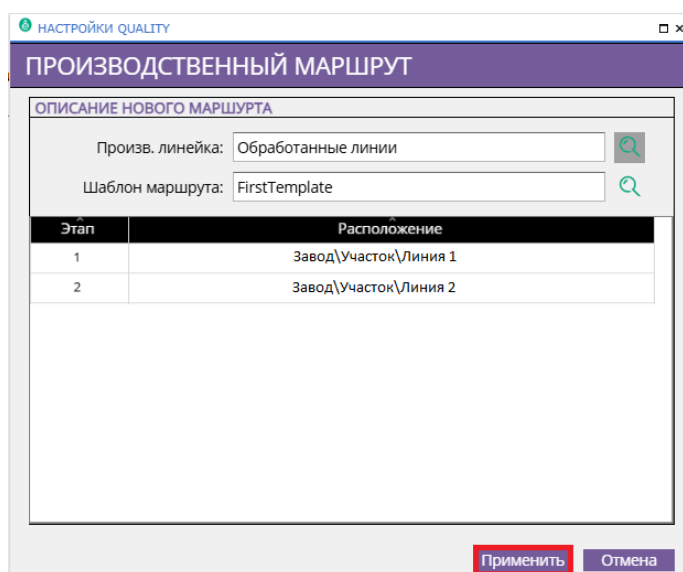 НАСТРОЙКИ QUALITY
ПРОИЗВОДСТВЕННЫЙ МАРШРУТ
ОПИСАНИЕ НОВОГО МАРШУРТА
Произв. линейка: Обработанные линии
Шаблон маршрута: FirstTemplate
Этап Расположение
1 Завод\Участок\Линия 1
2 Завод\Участок\Линия 2
Применить Отмена